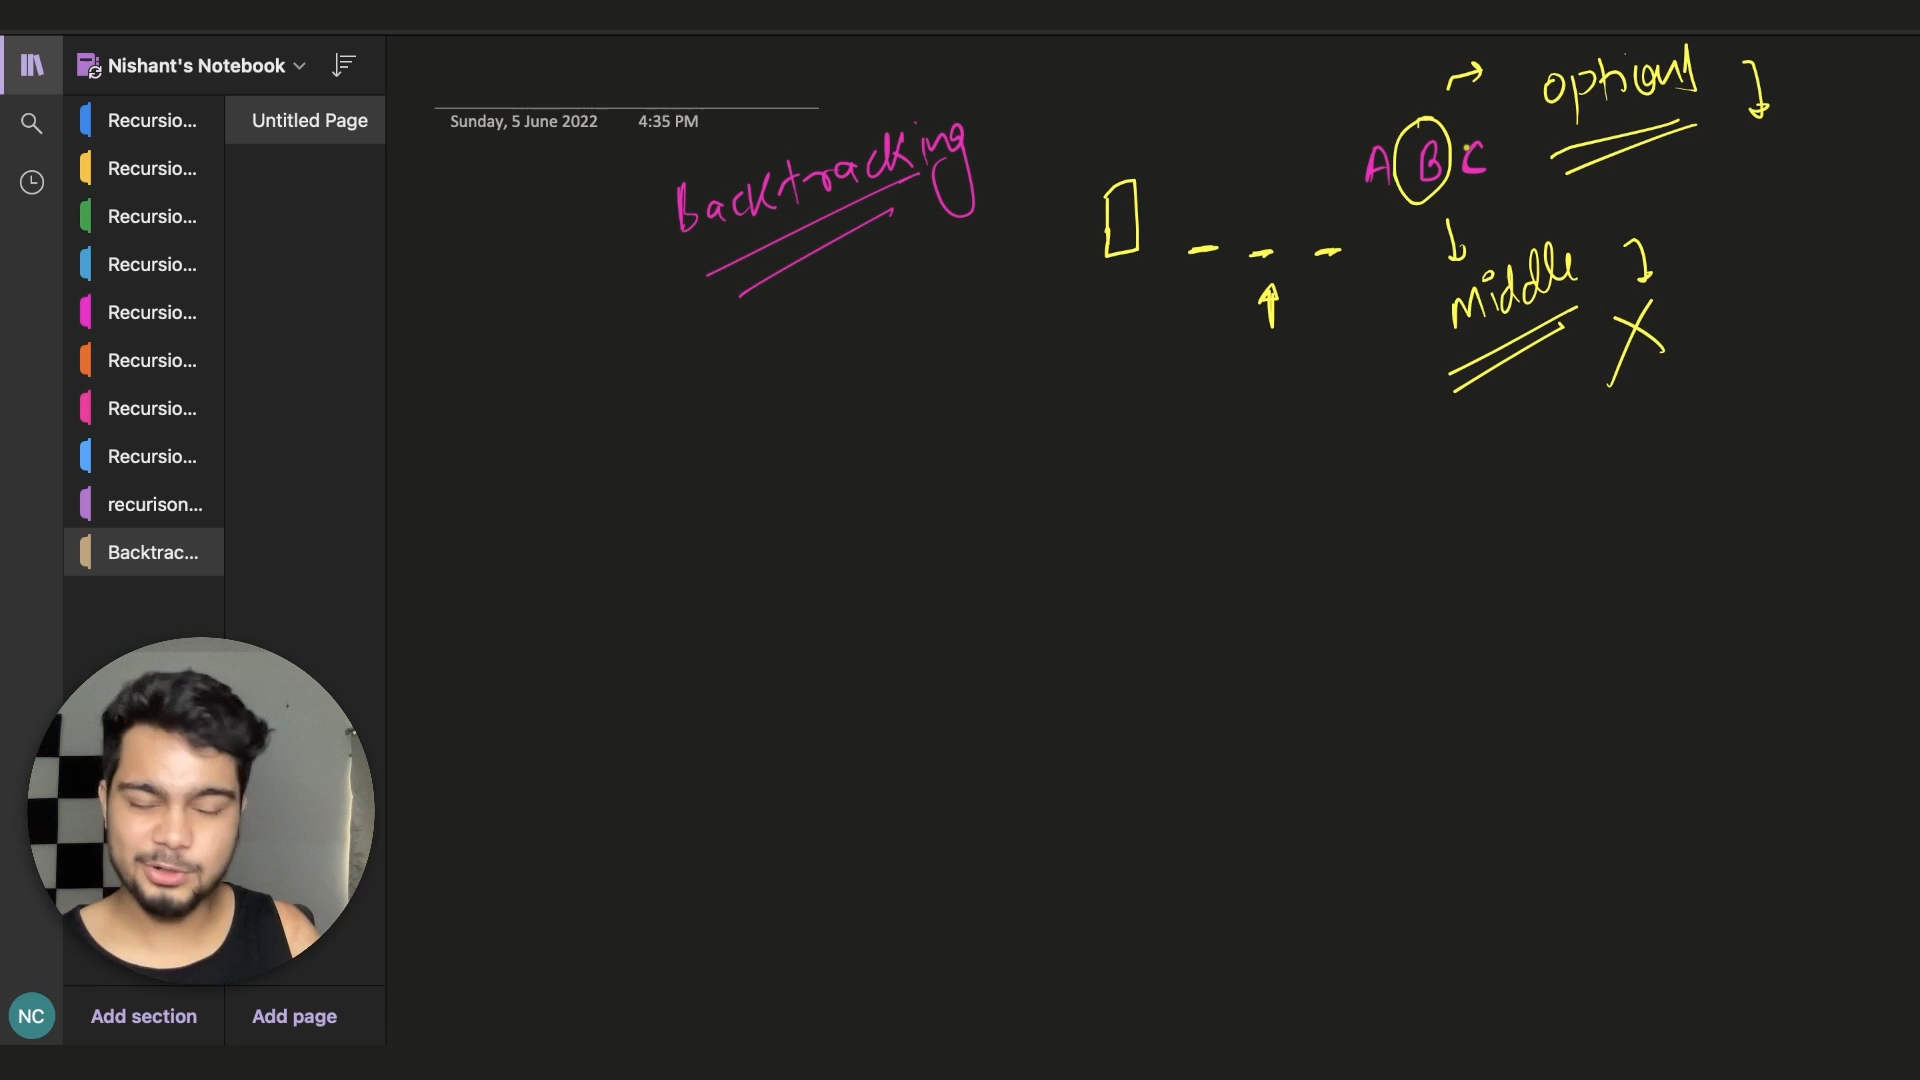 Nishant's Notebook
Recursio...
Untitled Page
Recursio...
Recursio...
Recursio...
Recursio...
Recursio...
Recursio...
Recursio...
recurison...
Backtrac...
Sunday, 5 June 2022 4:35 PM
Backtracking
options
A B C
middle
X
NC
Add section
Add page